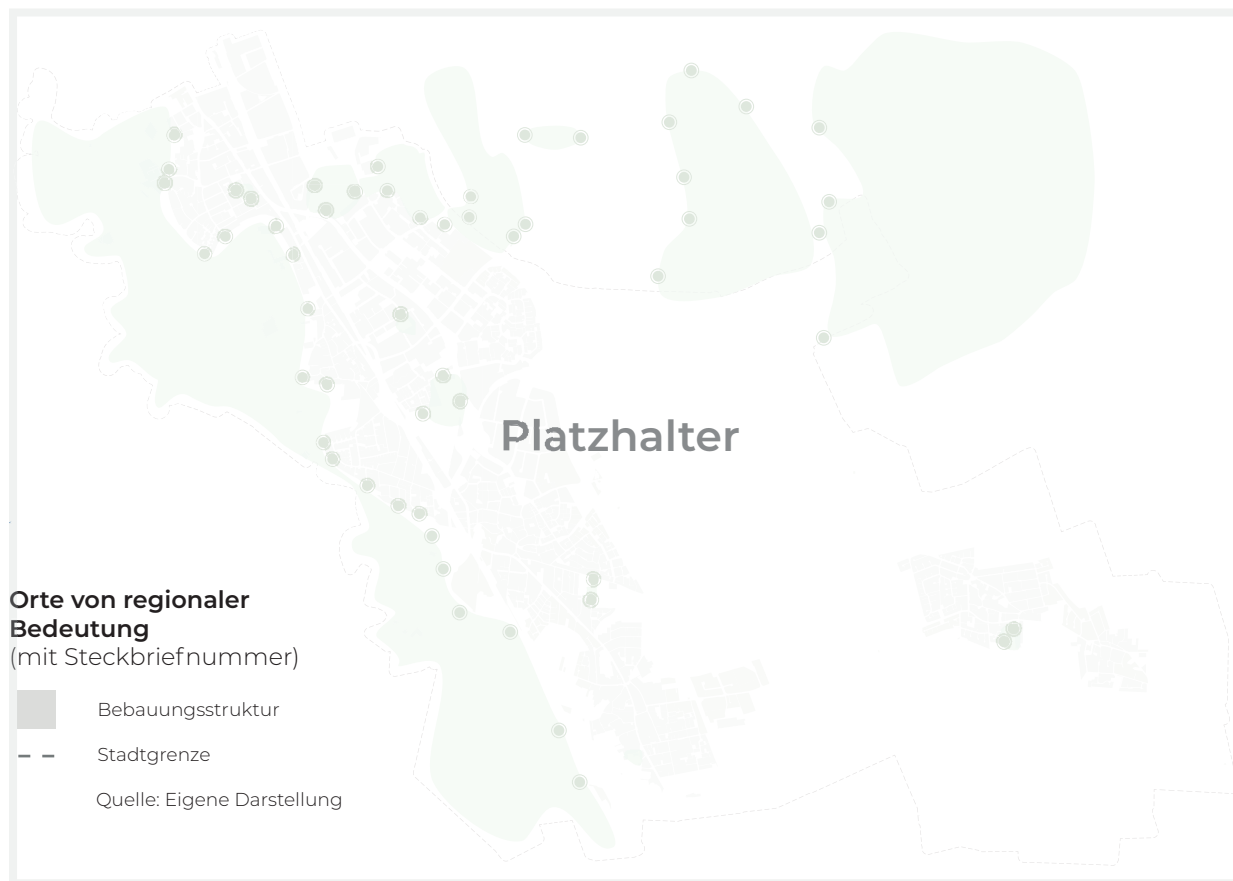 Platzhalter
Orte von regionaler
Bedeutung
(mit Steckbriefnummer)
Bebauungsstruktur
Stadtgrenze
Quelle: Eigene Darstellung